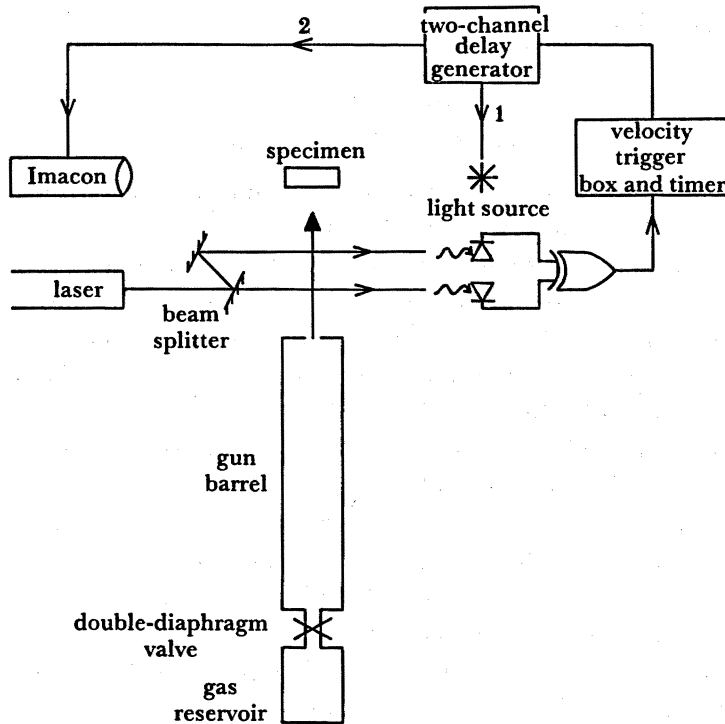 2
two-channel
delay
generator
1
velocity
trigger
box and timer
specimen
Imacon
light source
laser
beam
splitter
gun
barrel
double-diaphragm
valve
gas
reservoir